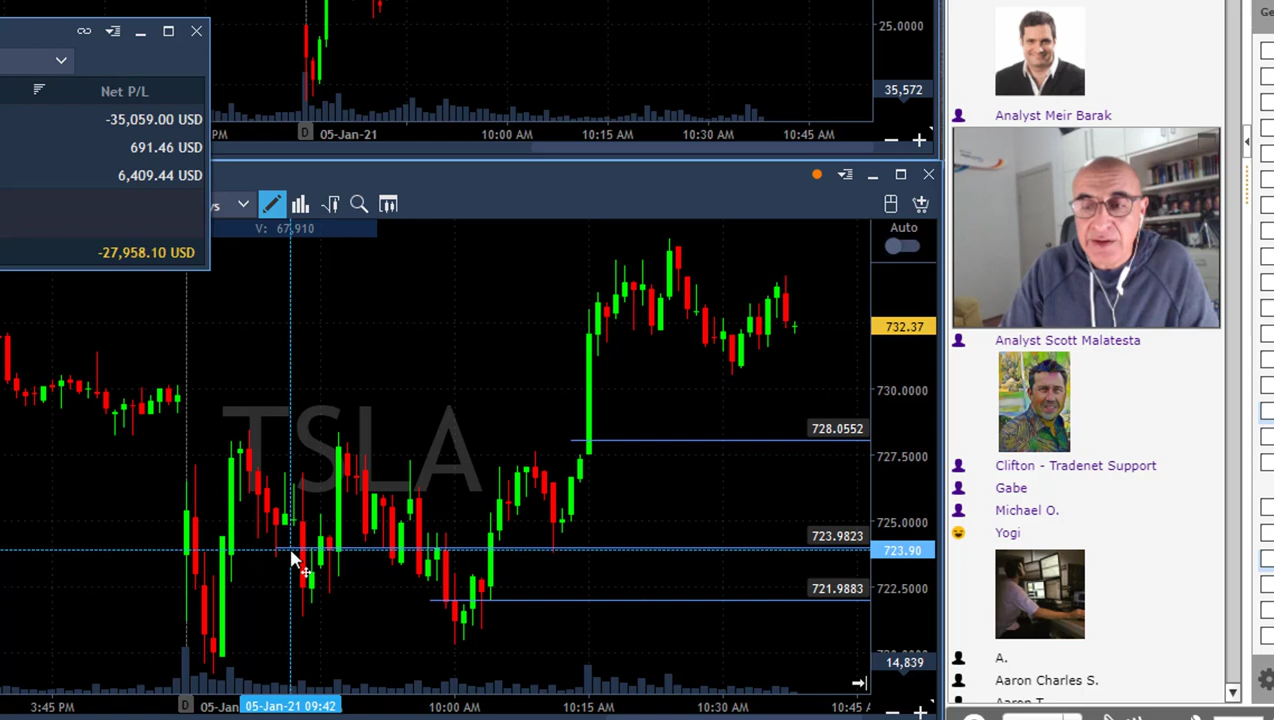 Net P/L
-35,059.00 USD
691.46 USD
6,409.44 USD
-27,958.10 USD
25.0000
35,572
PM
D
05-Jan-21
10:00 AM
10:15 AM
10:30 AM
10:45 AM
ys
V: 67,910
Auto
TSLA
732.37
730.0000
728.0552
727.5000
725.0000
723.9823
723.90
722.5000
721.9883
14,839
3:45 PM
D
05-Jan
05-Jan-21 09:42
10:00 AM
10:15 AM
10:30 AM
10:45 A
Analyst Meir Barak
Analyst Scott Malatesta
Clifton - Tradenet Support
Gabe
Michael O.
Yogi
A.
Aaron Charles S.
Aaron T.
Ge